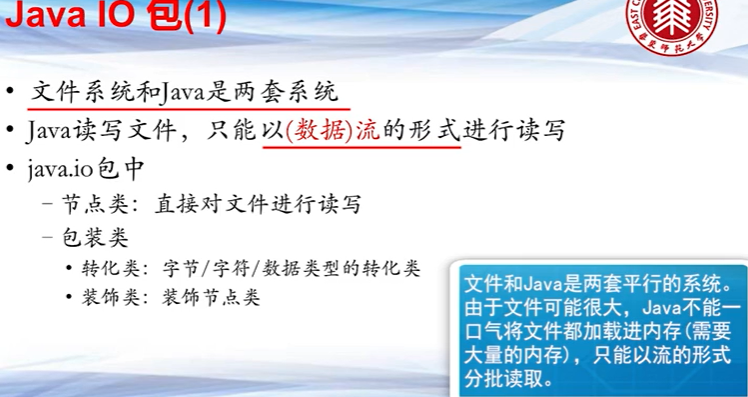 Java IO 包(1)
• 文件系统和Java是两套系统
• Java读写文件，只能以(数据)流的形式进行读写
• java.io包中
– 节点类：直接对文件进行读写
– 包装类
• 转化类：字节/字符/数据类型的转化类
• 装饰类：装饰节点类
文件和Java是两套平行的系统。
由于文件可能很大，Java不能一
口气将文件都加载进内存(需要
大量的内存)，只能以流的形式
分批读取。